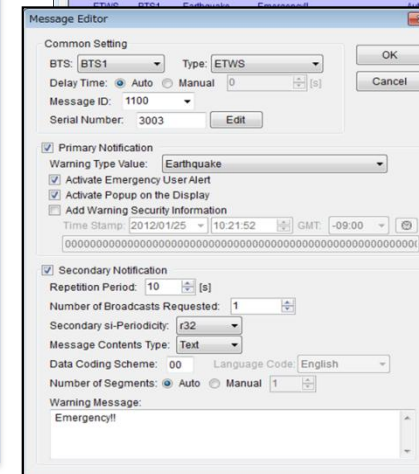 ETWS BTS1 Earthquake Emergency!!
Message Editor
Common Setting
BTS: BTS1 Type: ETWS
OK
Delay Time: Auto Manual 0 [s]
Cancel
Message ID: 1100
Serial Number: 3003 Edit
Primary Notification
Warning Type Value: Earthquake
Activate Emergency User Alert
Activate Popup on the Display
Add Warning Security Information
Time Stamp: 2012/01/25 10:21:52 GMT: -09:00
Secondary Notification
Repetition Period: 10 [s]
Number of Broadcasts Requested: 1
Secondary si-Periodicity: r32
Message Contents Type: Text
Data Coding Scheme: 00 Language Code: English
Number of Segments: Auto Manual 1
Warning Message:
Emergency!!